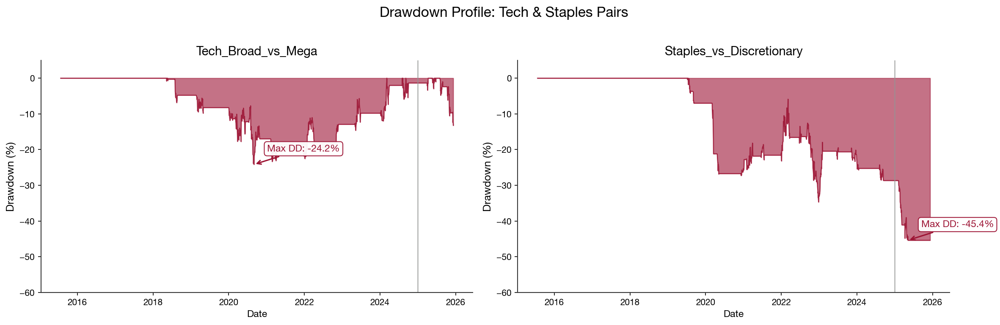 Drawdown Profile: Tech & Staples Pairs
Tech_Broad_vs_Mega
Drawdown (%)
0
−10
−20
−30
−40
−50
−60
Max DD: -24.2%
2016
2018
2020
2022
2024
2026
Date
Staples_vs_Discretionary
Drawdown (%)
0
−10
−20
−30
−40
−50
−60
Max DD: -45.4%
2016
2018
2020
2022
2024
2026
Date